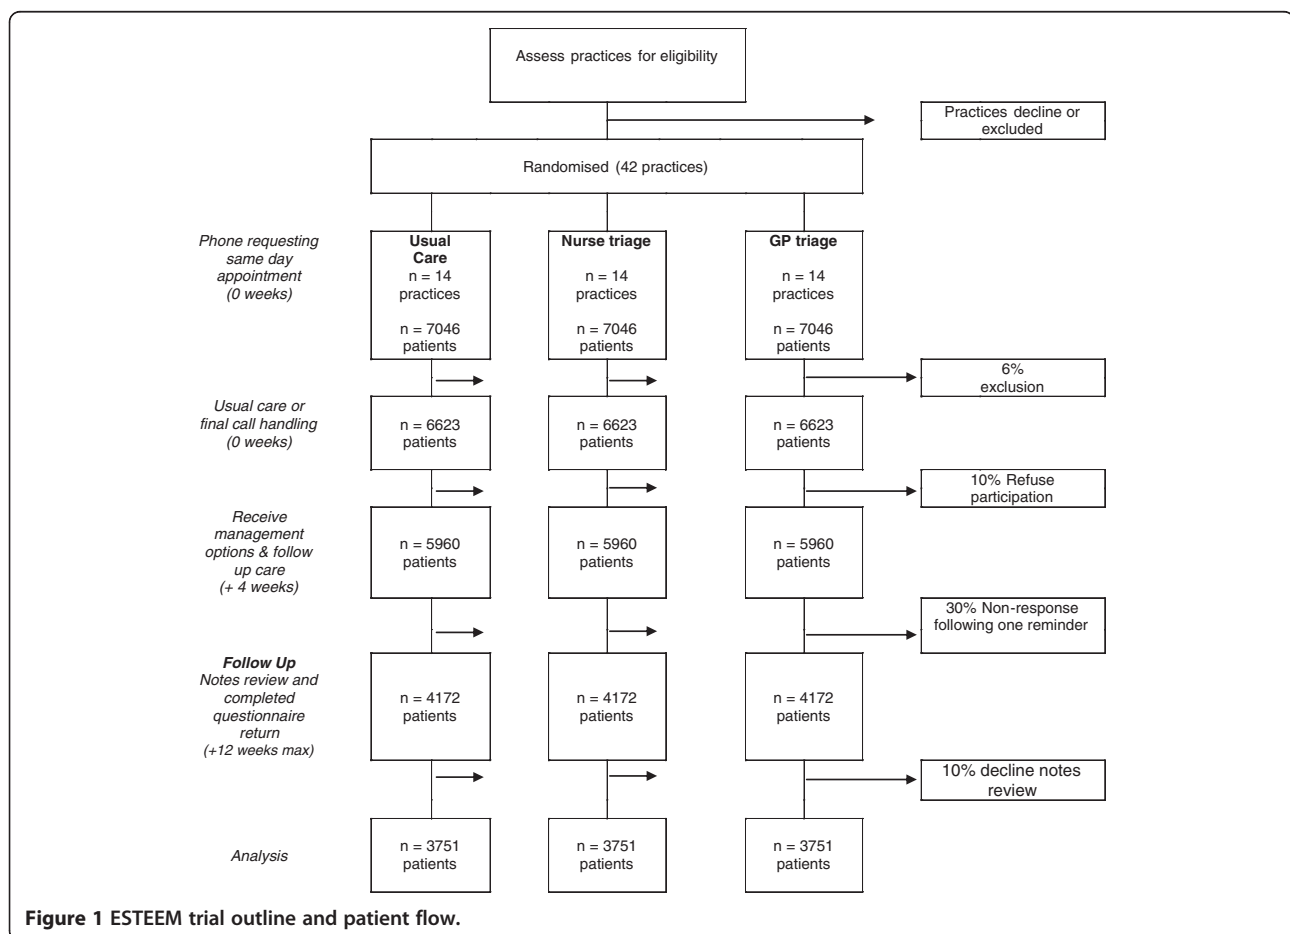 Assess practices for eligibility
Practices decline or
excluded
Randomised (42 practices)
Phone requesting
same day
appointment
(0 weeks)
Usual
Care
n = 14
practices
n = 7046
patients
Nurse triage
n = 14
practices
n = 7046
patients
GP triage
n = 14
practices
n = 7046
patients
6%
exclusion
Usual care or
final call handling
(0 weeks)
n = 6623
patients
n = 6623
patients
n = 6623
patients
10% Refuse
participation
Receive
management
options & follow
up care
(+ 4 weeks)
n = 5960
patients
n = 5960
patients
n = 5960
patients
30% Non-response
following one reminder
Follow Up
Notes review and
completed
questionnaire
return
(+12 weeks max)
n = 4172
patients
n = 4172
patients
n = 4172
patients
10% decline notes
review
Analysis
n = 3751
patients
n = 3751
patients
n = 3751
patients
Figure 1 ESTEEM trial outline and patient flow.